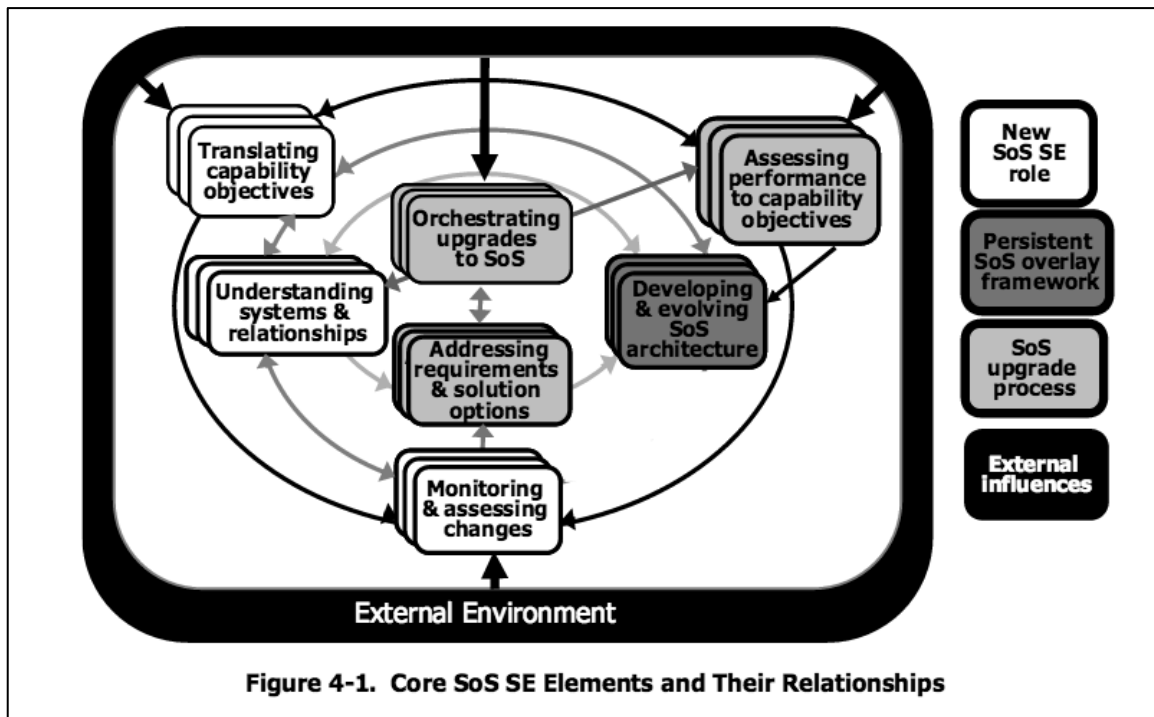 Translating
capability
objectives
Assessing
performance
to capability
objectives
Orchestrating
upgrades
to SoS
Understanding
systems &
relationships
Developing
& evolving
SoS
architecture
Addressing
requirements
& solution
options
Monitoring
& assessing
changes
External Environment
New
SoS SE
role
Persistent
SoS overlay
framework
SoS
upgrade
process
External
influences
Figure 4-1. Core SoS SE Elements and Their Relationships